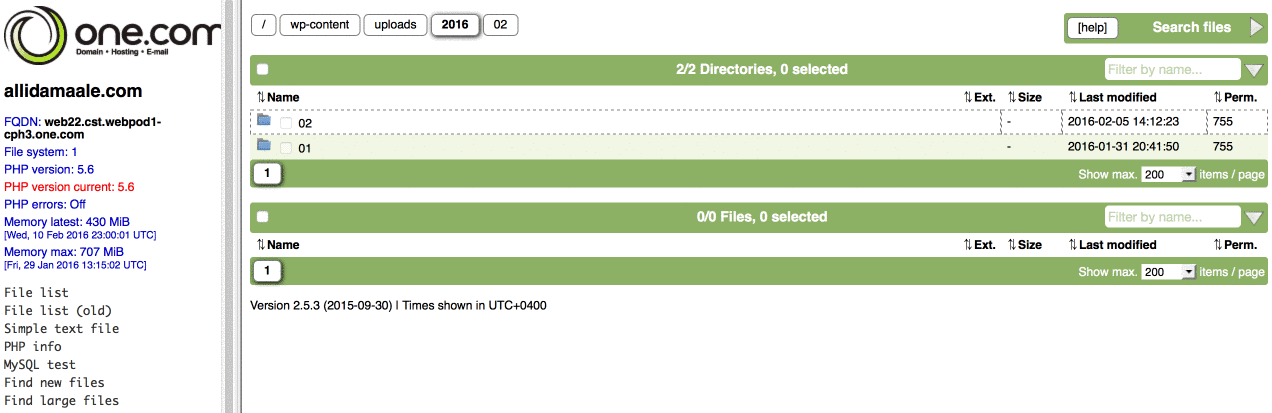 one.com
Domain • Hosting • E-mail
allidamaale.com
FQDN: web22.cst.webpod1-
cph3.one.com
File system: 1
PHP version: 5.6
PHP version current: 5.6
PHP errors: Off
Memory latest: 430 MiB
[Wed, 10 Feb 2016 23:00:01 UTC]
Memory max: 707 MiB
[Fri, 29 Jan 2016 13:15:02 UTC]
File list
File list (old)
Simple text file
PHP info
MySQL test
Find new files
Find large files
/ wp-content uploads 2016 02
[help] Search files
2/2 Directories, 0 selected Filter by name...
⇅ Name ⇅ Ext. ⇅ Size ⇅ Last modified ⇅ Perm.
02 - 2016-02-05 14:12:23 755
01 - 2016-01-31 20:41:50 755
1 Show max. 200 items / page
0/0 Files, 0 selected Filter by name...
⇅ Name ⇅ Ext. ⇅ Size ⇅ Last modified ⇅ Perm.
1 Show max. 200 items / page
Version 2.5.3 (2015-09-30) | Times shown in UTC+0400